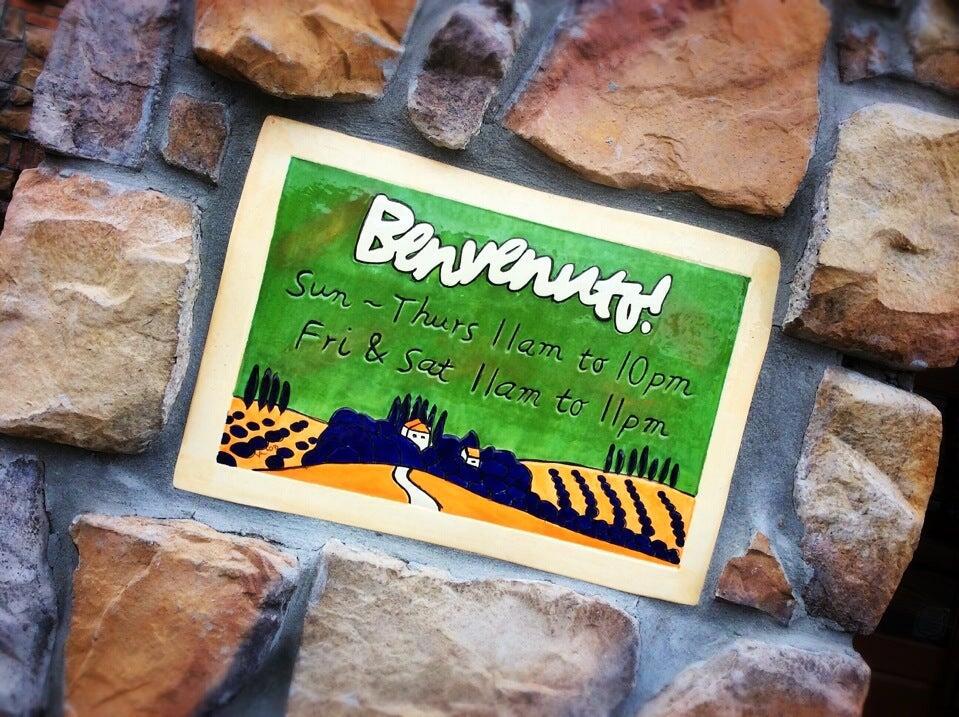 Benvenuto!
Sun ~ Thurs 11am to 10pm
Fri & Sat 11am to 11pm